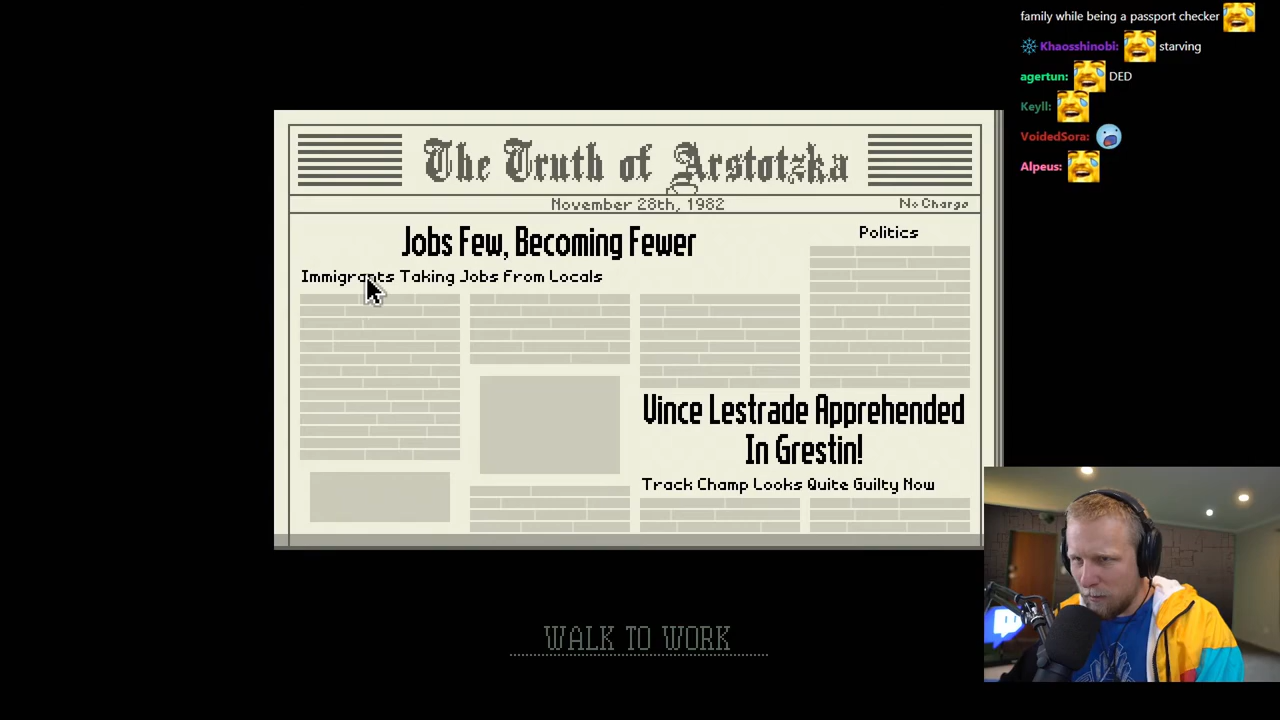 The Truth of Arstotzka
November 28th, 1982
No Charge
Jobs Few, Becoming Fewer
Immigrants Taking Jobs From Locals
Politics
Vince Lestrade Apprehended
In Grestin!
Track Champ Looks Quite Guilty Now
WALK TO WORK
family while being a passport checker
Khaosshinobi: starving
agertun: DED
Keyll:
VoidedSora:
Alpeus: